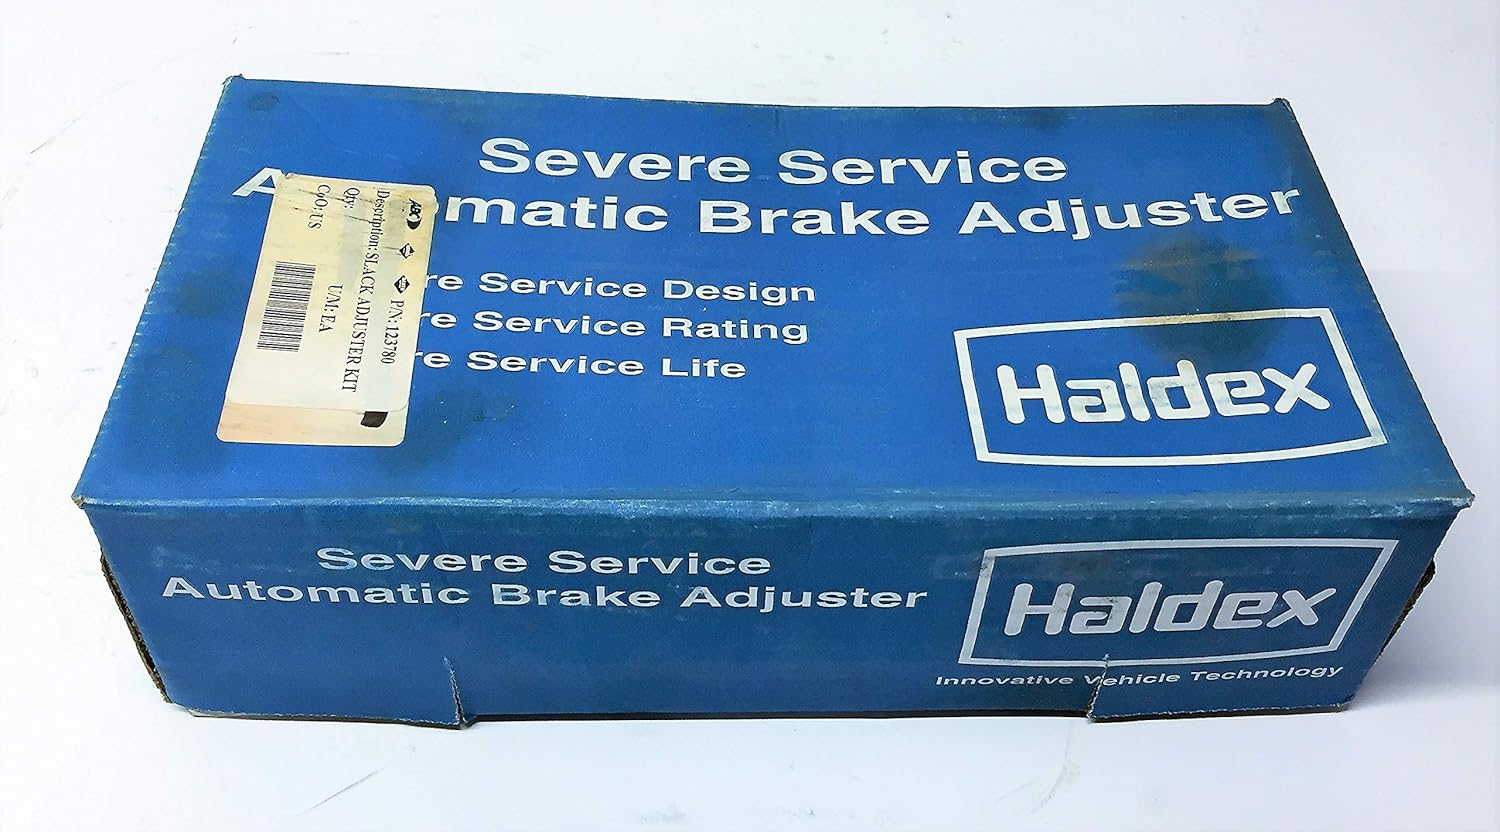 Severe Service
Automatic Brake Adjuster
re Service Design
re Service Rating
re Service Life
Haldex
ABC P/N: 123780
Description: SLACK ADJUSTER KIT
Qty: U/M: EA
CoO: US
Severe Service
Automatic Brake Adjuster
Haldex
Innovative Vehicle Technology